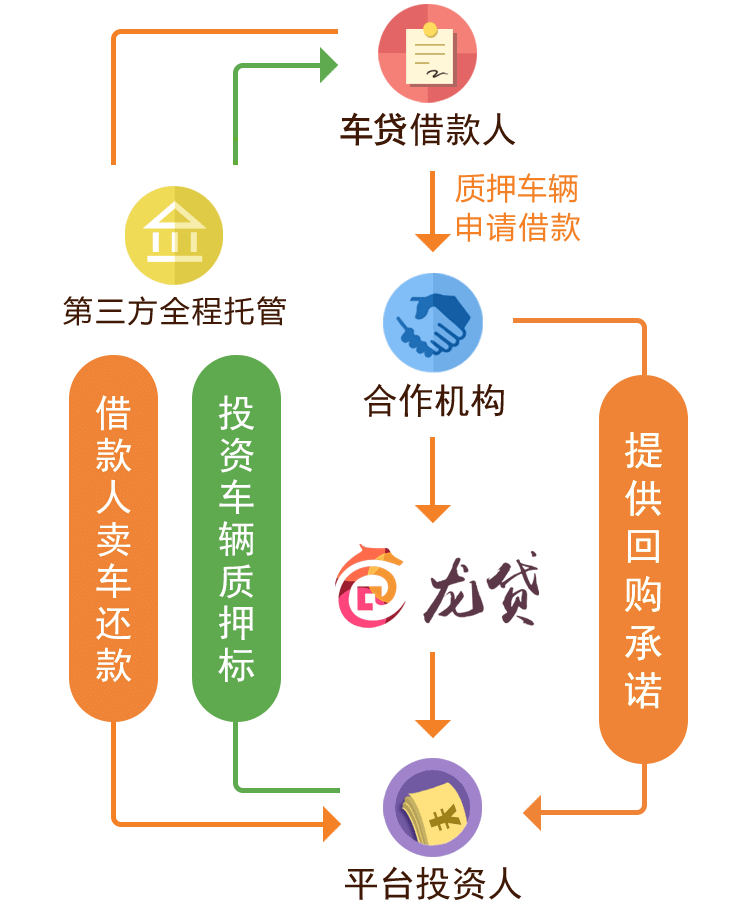 车贷借款人
质押车辆
申请借款
第三方全程托管
合作机构
借款人卖车还款
投资车辆质押标
提供回购承诺
龙贷
平台投资人